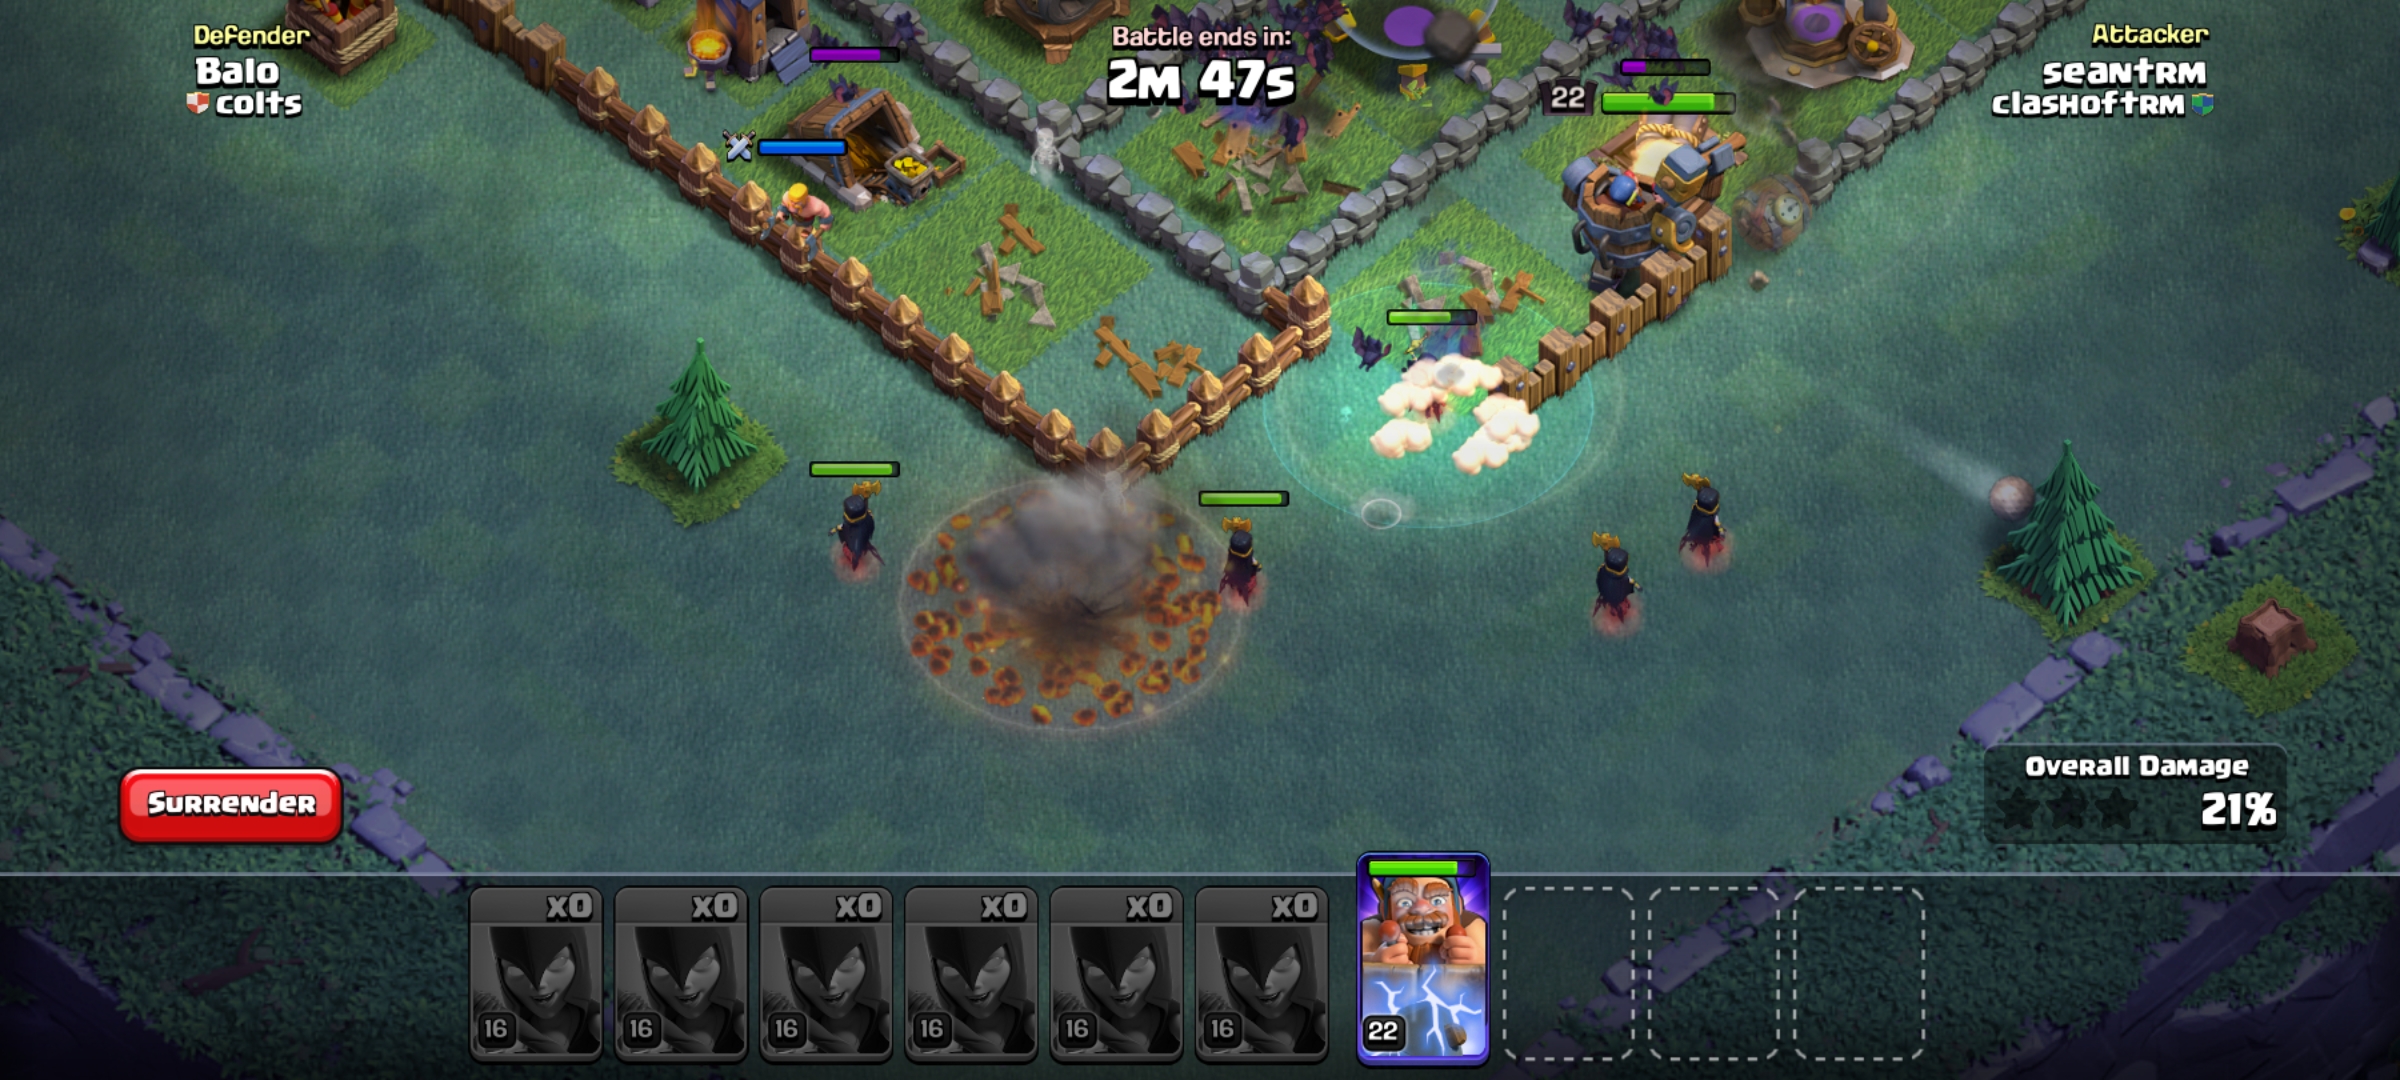 Defender
Balo
colts
Battle ends in:
2M 47s
Attacker
seantRM
clashoftRM
22
Surrender
Overall Damage
21%
x0
x0
x0
x0
x0
x0
16
16
16
16
16
16
22